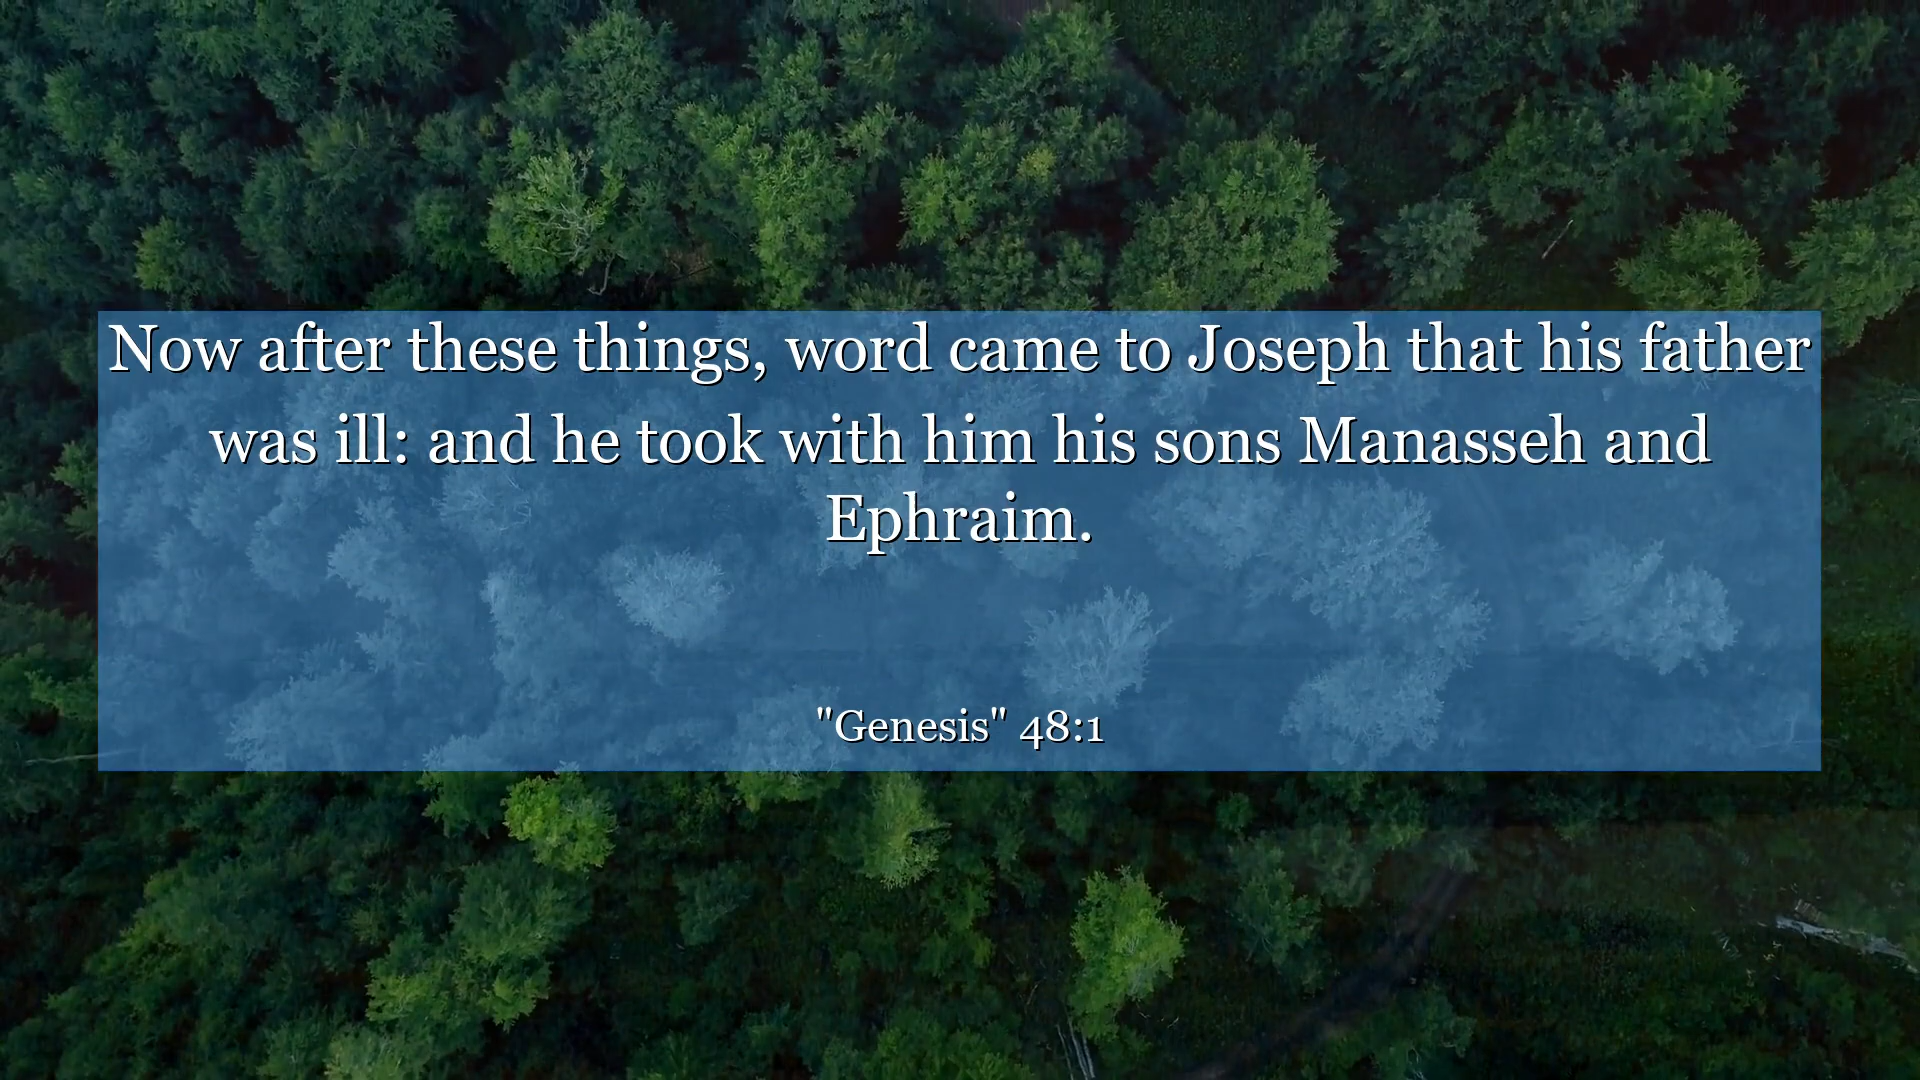 Now after these things, word came to Joseph that his father
was ill: and he took with him his sons Manasseh and
Ephraim.
"Genesis" 48:1